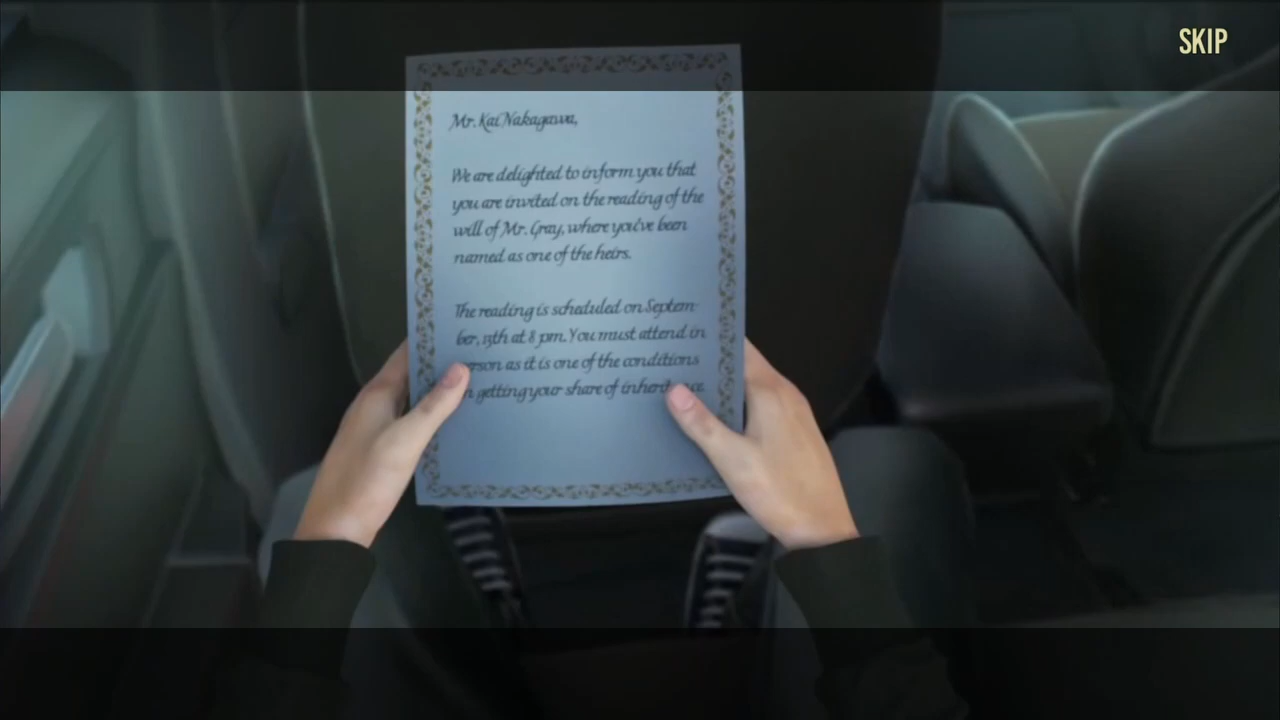 SKIP
Mr. Kai Nakagawa,
We are delighted to inform you that
you are invited on the reading of the
will of Mr. Gray, where you've been
named as one of the heirs.
The reading is scheduled on Septem-
ber, 13th at 8 pm. You must attend in
person as it is one of the conditions
in getting your share of inheritance.